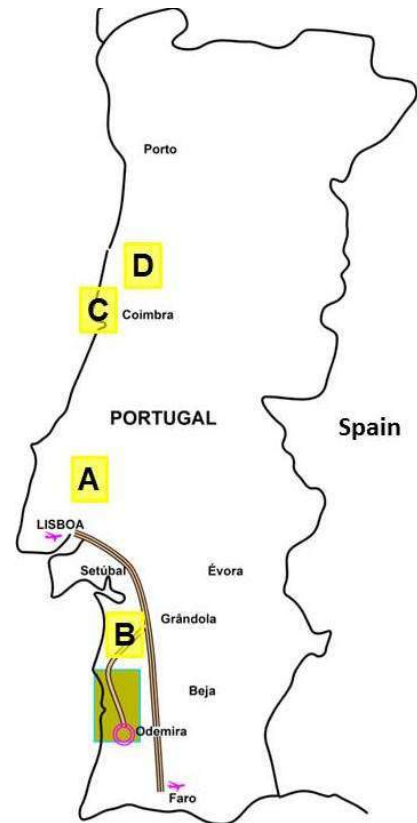 Porto
D
C
Coimbra
PORTUGAL
Spain
A
LISBOA
Setúbal
Évora
B
Grândola
Beja
Odemira
Faro